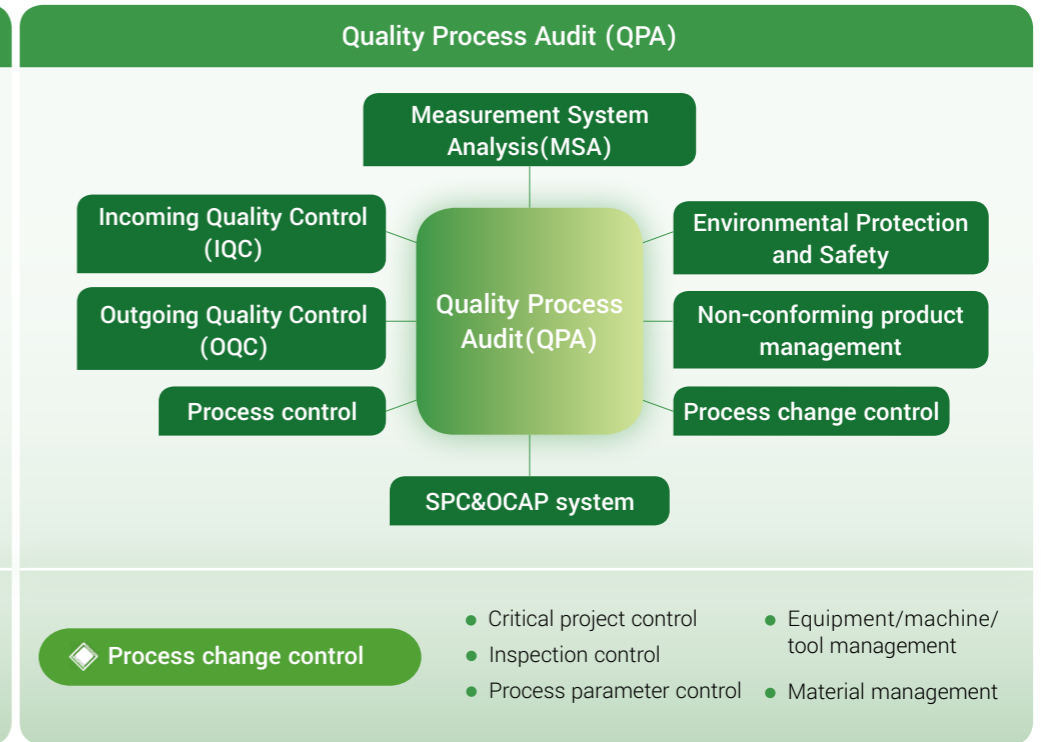 Quality Process Audit (QPA)
Measurement System
Analysis(MSA)
Incoming Quality Control
(IQC)
Outgoing Quality Control
(OQC)
Process control
Quality Process
Audit(QPA)
Environmental Protection
and Safety
Non-conforming product
management
Process change control
SPC&OCAP system
Process change control
Critical project control
Inspection control
Process parameter control
Equipment/machine/
tool management
Material management